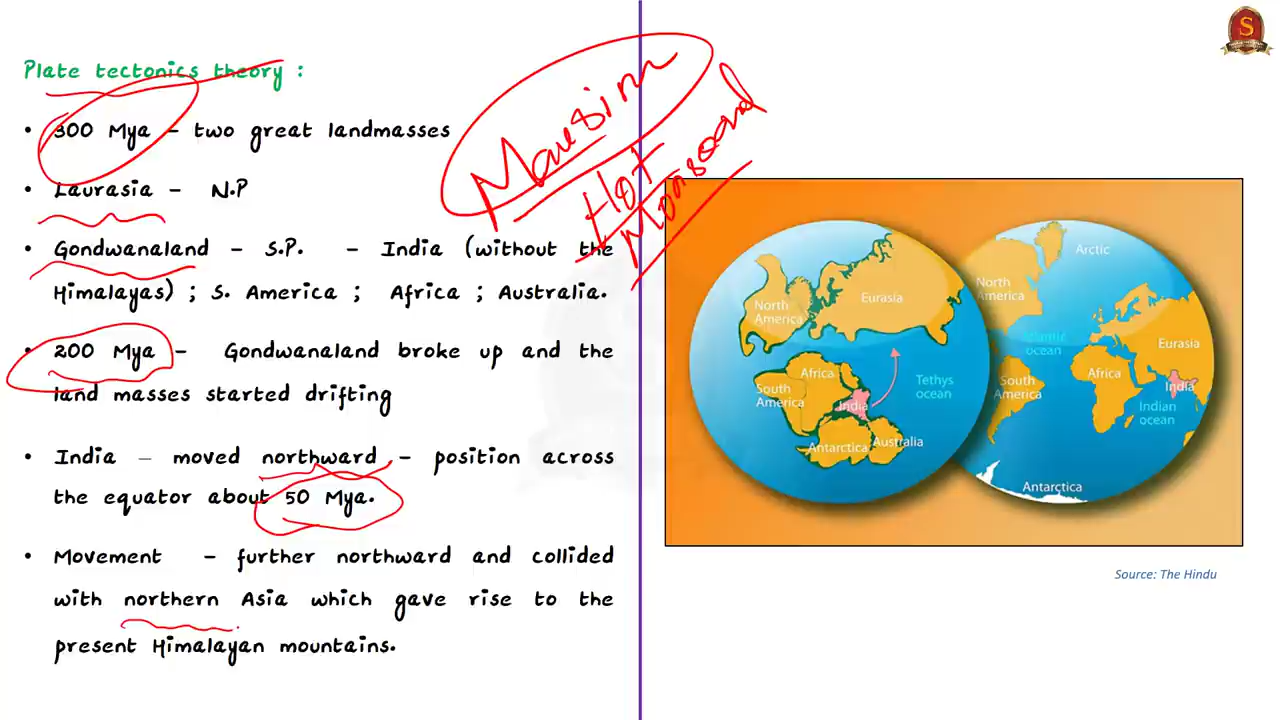 Plate tectonics theory :
• 300 Mya – two great landmasses
• Laurasia – N.P
• Gondwanaland – S.P. – India (without the
Himalayas) ; S. America ; Africa ; Australia.
• 200 Mya – Gondwanaland broke up and the
land masses started drifting
• India – moved northward – position across
the equator about 50 Mya.
• Movement – further northward and collided
with northern Asia which gave rise to the
present Himalayan mountains.
Mausim
Hot
S
North
America
Eurasia
Africa
South
America
India
Tethys
ocean
Antarctica
Australia
Arctic
North
America
Atlantic
ocean
Eurasia
Africa
South
America
India
Indian
ocean
Antarctica
Source: The Hindu